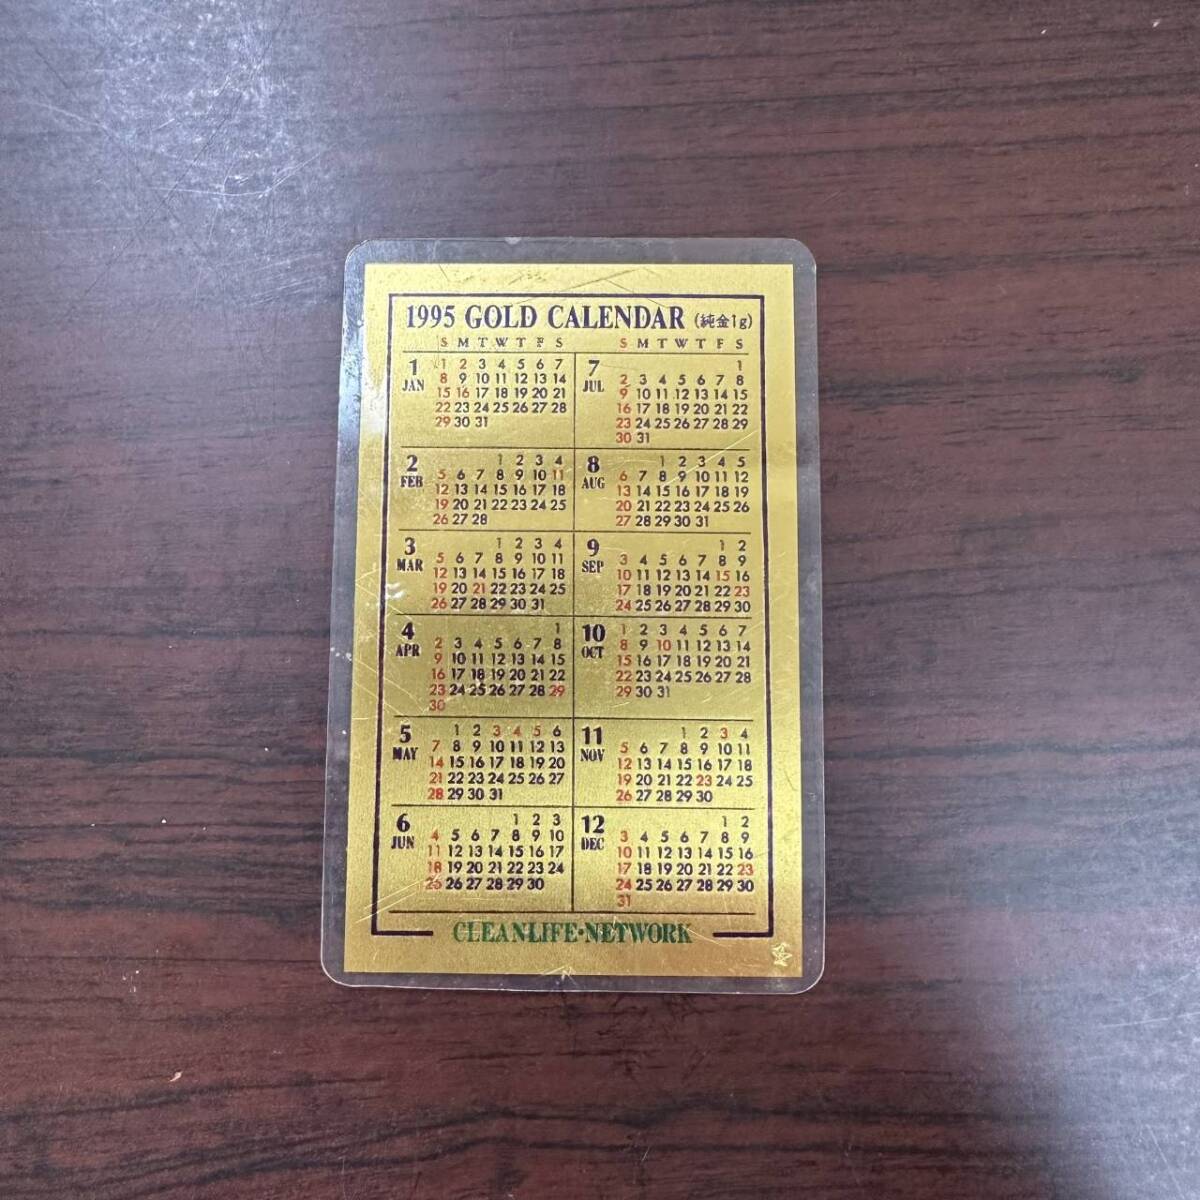 1995 GOLD CALENDAR (純金1g)
S M T W T F S S M T W T F S
1 JAN
1 2 3 4 5 6 7
8 9 10 11 12 13 14
15 16 17 18 19 20 21
22 23 24 25 26 27 28
29 30 31
7 JUL
1
2 3 4 5 6 7 8
9 10 11 12 13 14 15
16 17 18 19 20 21 22
23 24 25 26 27 28 29
30 31
2 FEB
1 2 3 4
5 6 7 8 9 10 11
12 13 14 15 16 17 18
19 20 21 22 23 24 25
26 27 28
8 AUG
1 2 3 4 5
6 7 8 9 10 11 12
13 14 15 16 17 18 19
20 21 22 23 24 25 26
27 28 29 30 31
3 MAR
1 2 3 4
5 6 7 8 9 10 11
12 13 14 15 16 17 18
19 20 21 22 23 24 25
26 27 28 29 30 31
9 SEP
1 2
3 4 5 6 7 8 9
10 11 12 13 14 15 16
17 18 19 20 21 22 23
24 25 26 27 28 29 30
4 APR
1
2 3 4 5 6 7 8
9 10 11 12 13 14 15
16 17 18 19 20 21 22
23 24 25 26 27 28 29
30
10 OCT
1 2 3 4 5 6 7
8 9 10 11 12 13 14
15 16 17 18 19 20 21
22 23 24 25 26 27 28
29 30 31
5 MAY
1 2 3 4 5 6
7 8 9 10 11 12 13
14 15 16 17 18 19 20
21 22 23 24 25 26 27
28 29 30 31
11 NOV
1 2 3 4
5 6 7 8 9 10 11
12 13 14 15 16 17 18
19 20 21 22 23 24 25
26 27 28 29 30
6 JUN
1 2 3
4 5 6 7 8 9 10
11 12 13 14 15 16 17
18 19 20 21 22 23 24
25 26 27 28 29 30
12 DEC
1 2
3 4 5 6 7 8 9
10 11 12 13 14 15 16
17 18 19 20 21 22 23
24 25 26 27 28 29 30
31
CLEANLIFE·NETWORK